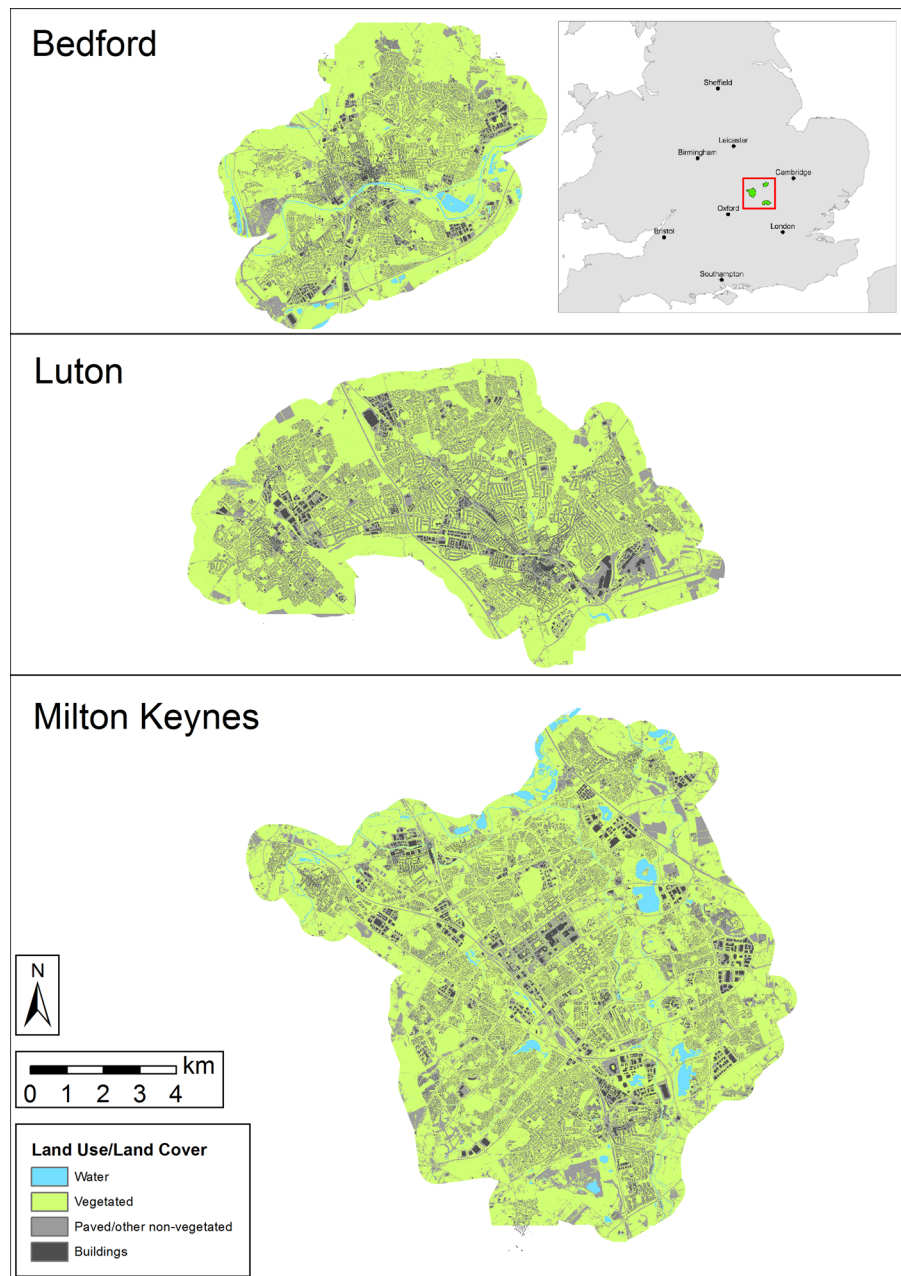 Bedford
Sheffield
Leicester
Birmingham
Cambridge
Oxford
Bristol
London
Southampton
Luton
Milton Keynes
N
km
0 1 2 3 4
Land Use/Land Cover
Water
Vegetated
Paved/other non-vegetated
Buildings